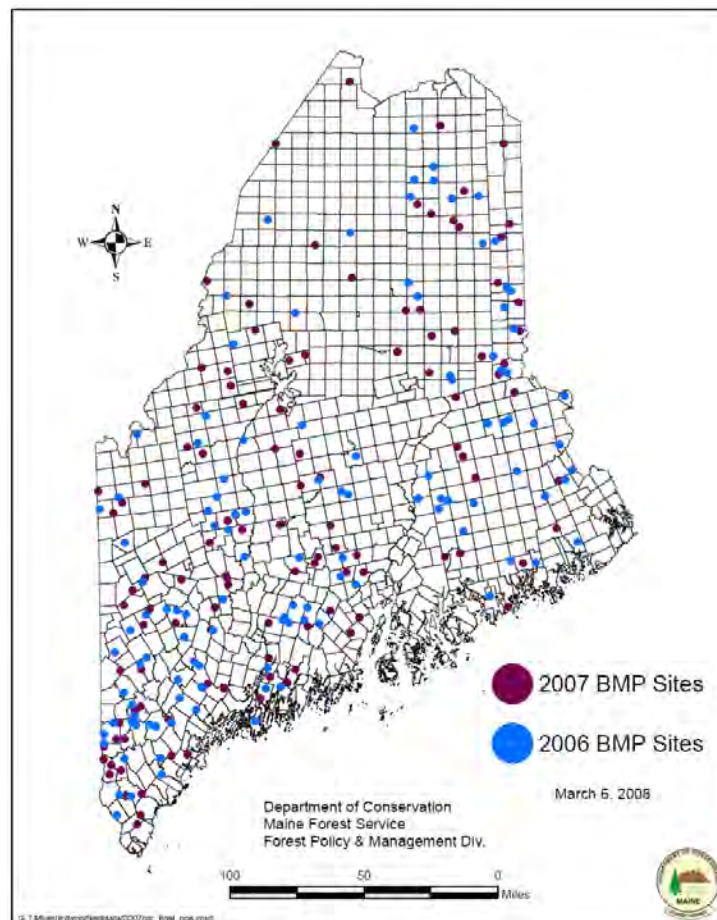 N
W E
S
2007 BMP Sites
2006 BMP Sites
March 6, 2008
Department of Conservation
Maine Forest Service
Forest Policy & Management Div.
100 50 0
Miles
MAINE